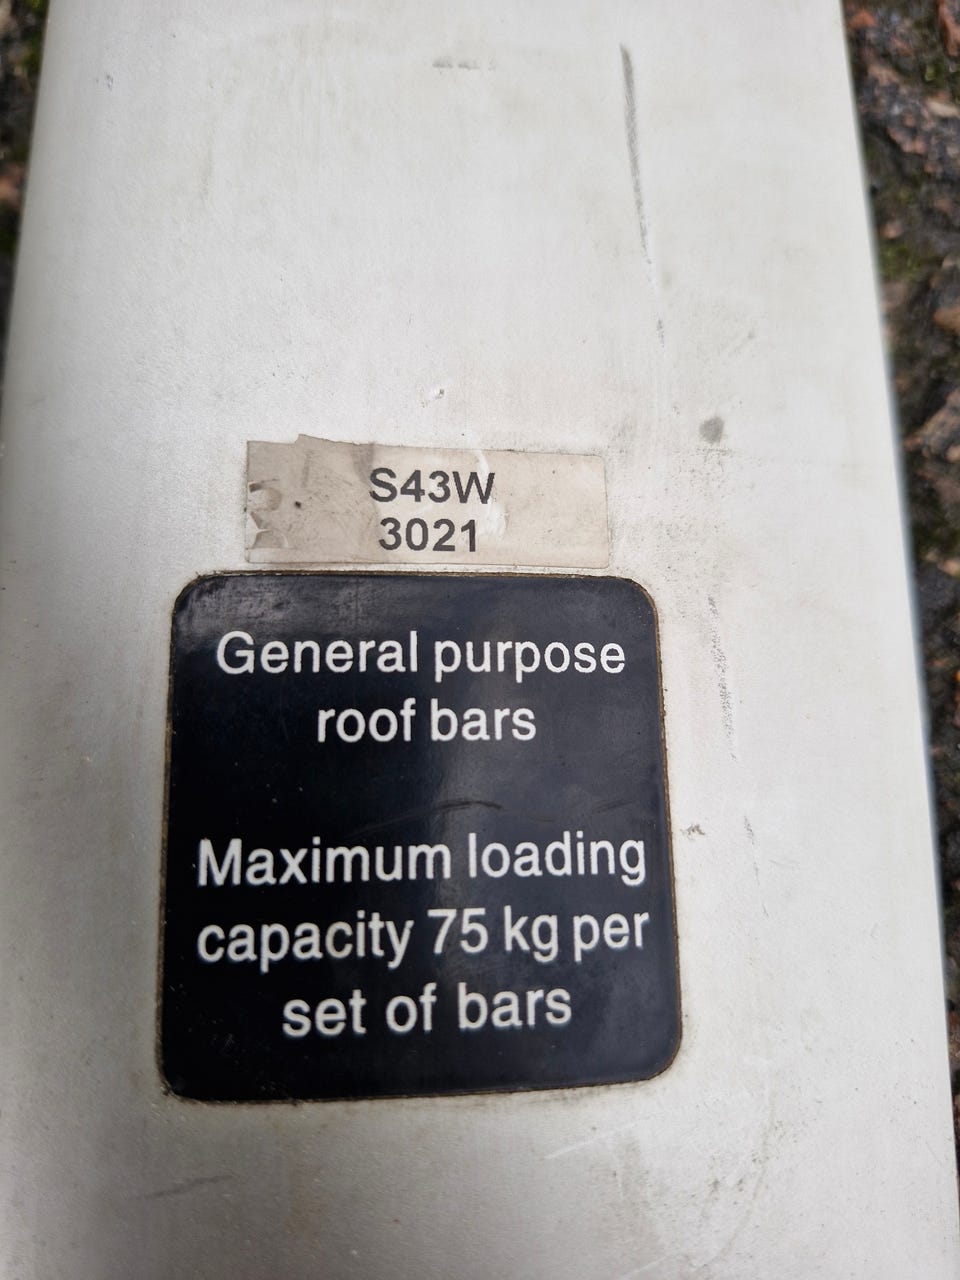 S43W
3021
General purpose
roof bars
Maximum loading
capacity 75 kg per
set of bars